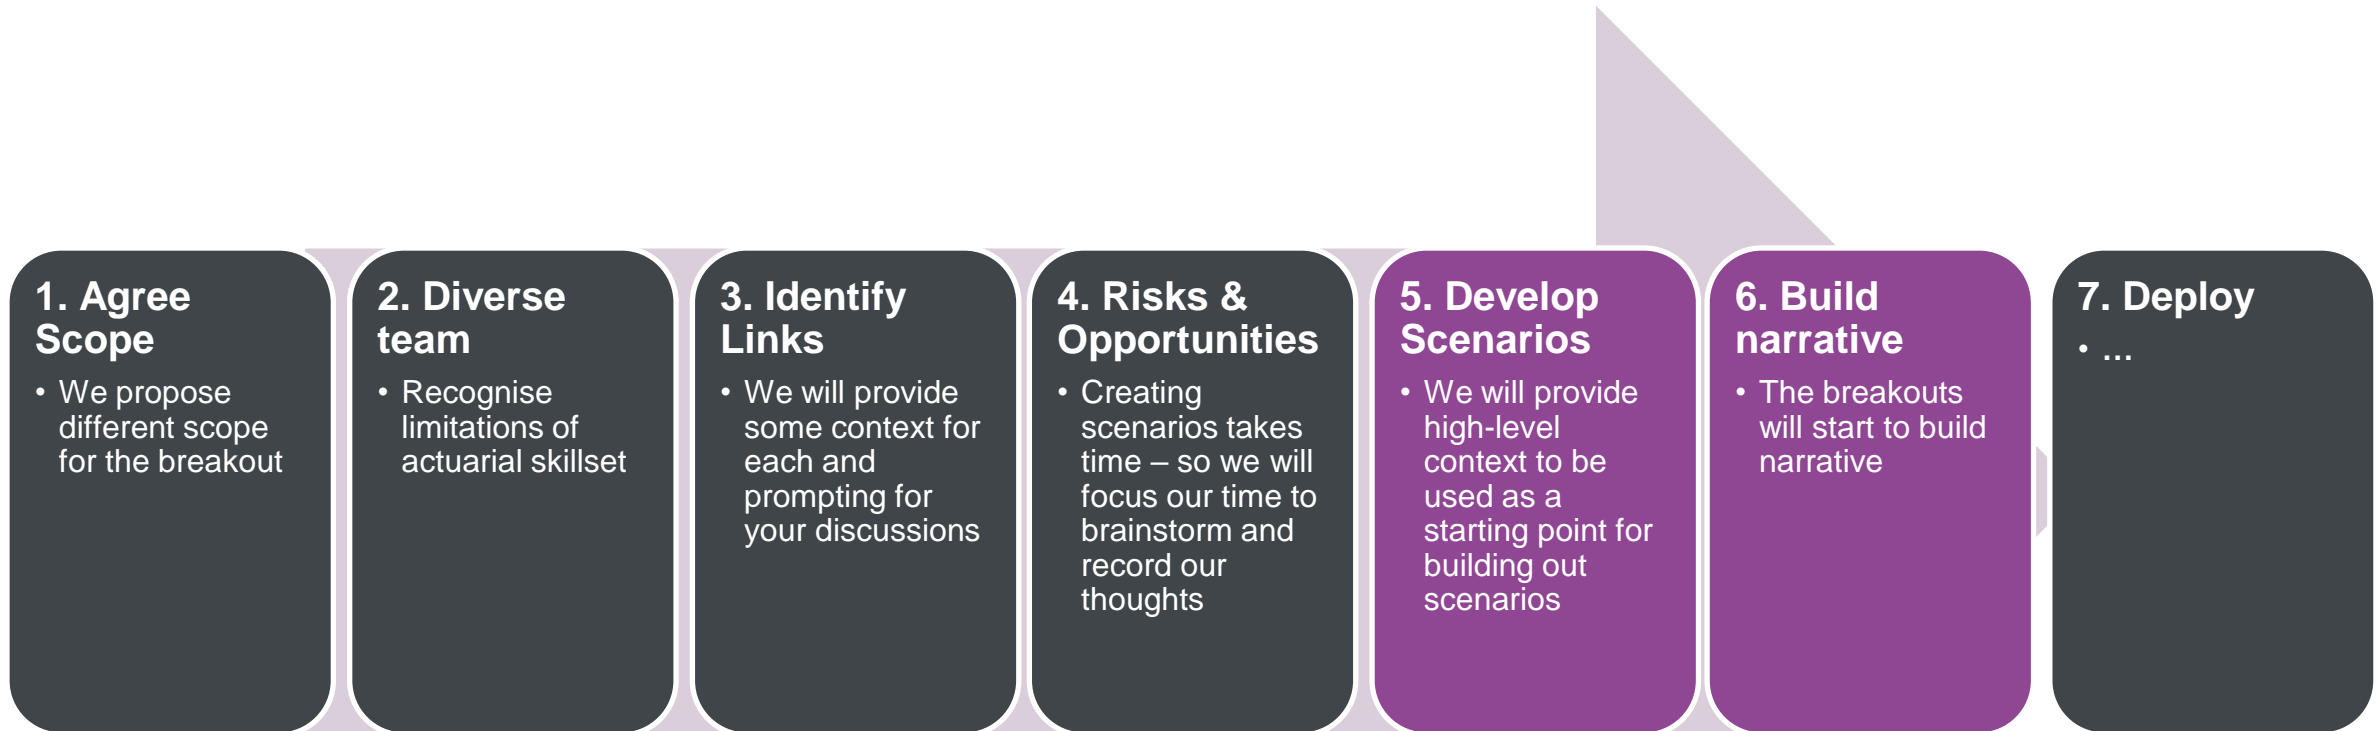 1. Agree
Scope
• We propose
different scope
for the breakout
2. Diverse
team
• Recognise
limitations of
actuarial skillset
3. Identify
Links
• We will provide
some context for
each and
prompting for
your discussions
4. Risks &
Opportunities
• Creating
scenarios takes
time – so we will
focus our time to
brainstorm and
record our
thoughts
5. Develop
Scenarios
• We will provide
high-level
context to be
used as a
starting point for
building out
scenarios
6. Build
narrative
• The breakouts
will start to build
narrative
7. Deploy
• ...